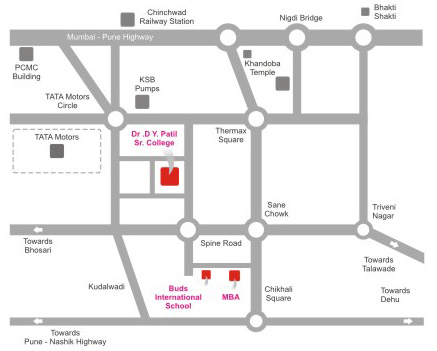 Chinchwad
Railway Station
Nigdi Bridge
Bhakti
Shakti
Mumbai - Pune Highway
PCMC
Building
KSB
Pumps
Khandoba
Temple
TATA Motors
Circle
TATA Motors
Dr .D Y. Patil
Sr. College
Thermax
Square
Sane
Chowk
Triveni
Nagar
Towards
Bhosari
Spine Road
Towards
Talawade
Kudalwadi
Buds
International
School
MBA
Chikhali
Square
Towards
Dehu
Towards
Pune - Nashik Highway